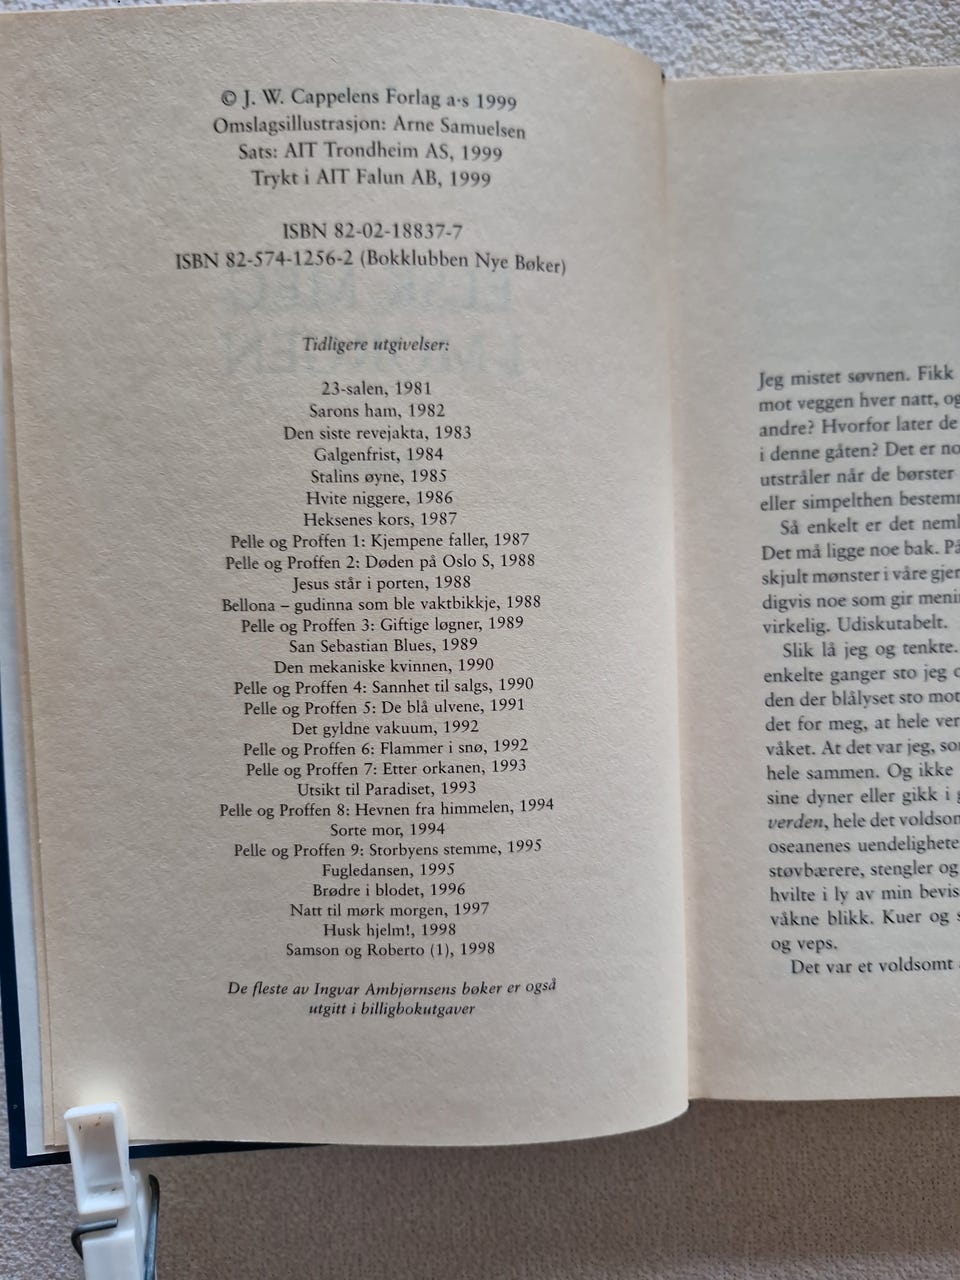 © J. W. Cappelens Forlag a·s 1999
Omslagsillustrasjon: Arne Samuelsen
Sats: AIT Trondheim AS, 1999
Trykt i AIT Falun AB, 1999
ISBN 82-02-18837-7
ISBN 82-574-1256-2 (Bokklubben Nye Bøker)
Tidligere utgivelser:
23-salen, 1981
Sarons ham, 1982
Den siste revejakta, 1983
Galgenfrist, 1984
Stalins øyne, 1985
Hvite niggere, 1986
Heksenes kors, 1987
Pelle og Proffen 1: Kjempene faller, 1987
Pelle og Proffen 2: Døden på Oslo S, 1988
Jesus står i porten, 1988
Bellona – gudinna som ble vaktbikkje, 1988
Pelle og Proffen 3: Giftige løgner, 1989
San Sebastian Blues, 1989
Den mekaniske kvinnen, 1990
Pelle og Proffen 4: Sannhet til salgs, 1990
Pelle og Proffen 5: De blå ulvene, 1991
Det gyldne vakuum, 1992
Pelle og Proffen 6: Flammer i snø, 1992
Pelle og Proffen 7: Etter orkanen, 1993
Utsikt til Paradiset, 1993
Pelle og Proffen 8: Hevnen fra himmelen, 1994
Sorte mor, 1994
Pelle og Proffen 9: Storbyens stemme, 1995
Fugledansen, 1995
Brødre i blodet, 1996
Natt til mørk morgen, 1997
Husk hjelm!, 1998
Samson og Roberto (1), 1998
De fleste av Ingvar Ambjørnsens bøker er også
utgitt i billigbokutgaver
Jeg mistet søvnen. Fikk
mot veggen hver natt, og
andre? Hvorfor later de
i denne gåten? Det er no
utstråler når de børster
eller simpelthen bestemm
Så enkelt er det neml
Det må ligge noe bak. På
skjult mønster i våre gjer
digvis noe som gir menin
virkelig. Udiskutabelt.
Slik lå jeg og tenkte.
enkelte ganger sto jeg o
den der blålyset sto mot
det for meg, at hele ver
våket. At det var jeg, som
hele sammen. Og ikke
sine dyner eller gikk i g
verden, hele det voldsom
oseanenes uendelighete
støvbærere, stengler og
hvilte i ly av min bevis
våkne blikk. Kuer og s
og veps.
Det var et voldsomt